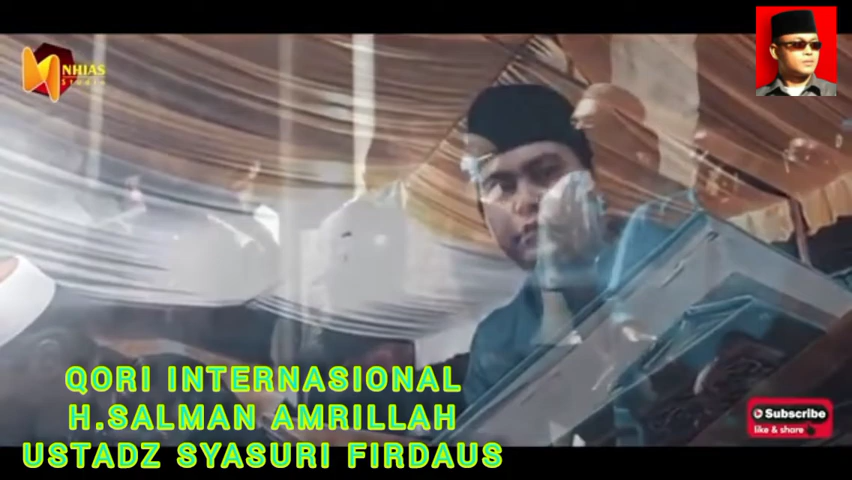 NHIAS
Studio
QORI INTERNASIONAL
H.SALMAN AMRILLAH
USTADZ SYASURI FIRDAUS
Subscribe
like & share